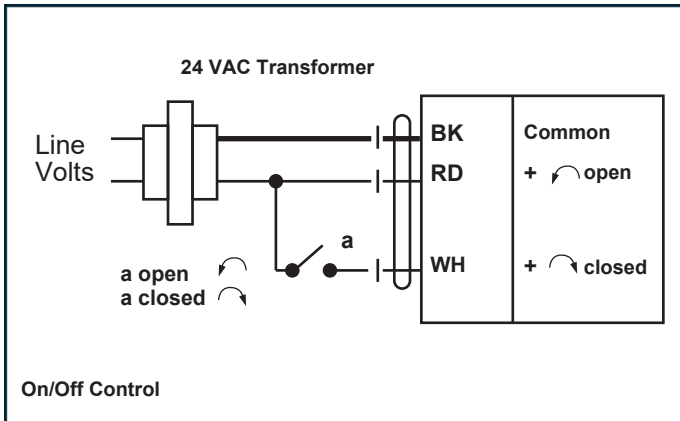 24 VAC Transformer
Line
Volts
BK Common
RD + open
a
WH + closed
a open
a closed
On/Off Control